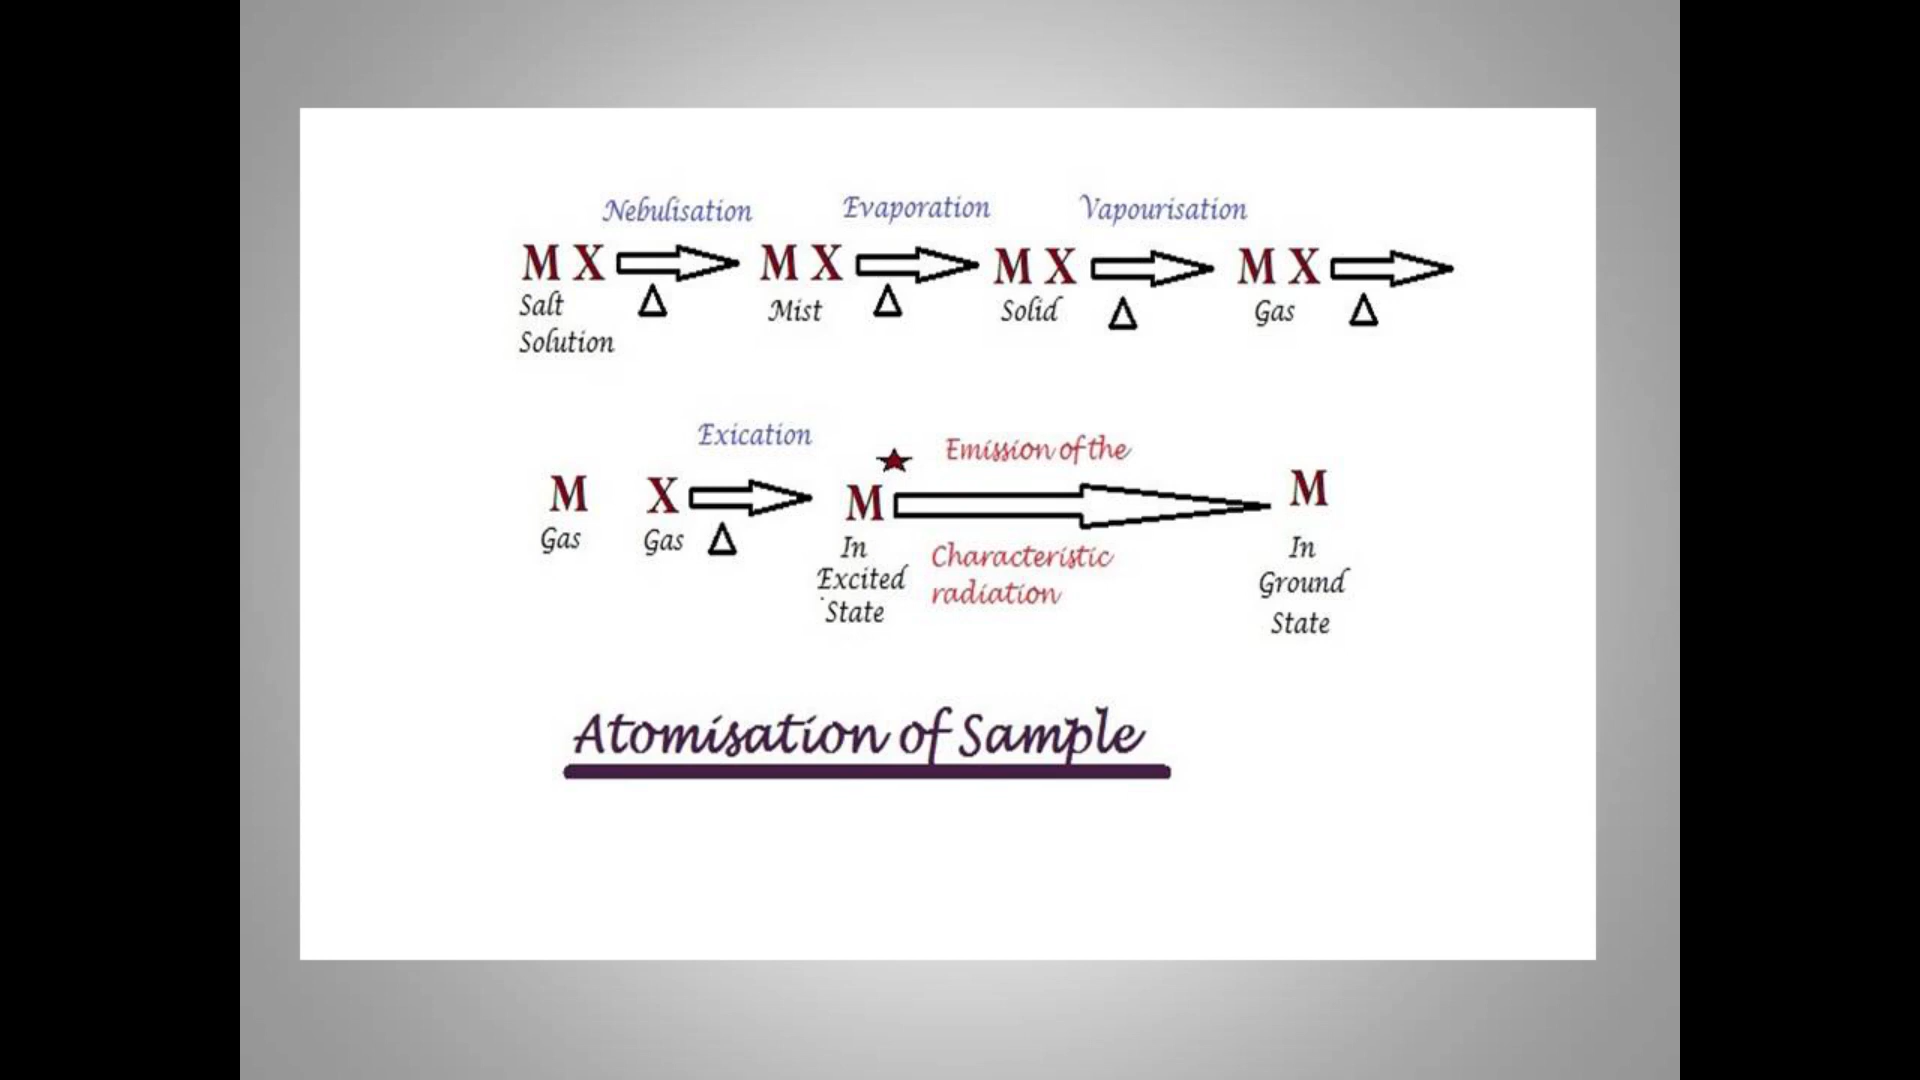 Nebulisation Evaporation Vapourisation
M X M X M X M X
Salt Solution Δ Mist Δ Solid Δ Gas Δ
Exication
M X M★ Emission of the M
Gas Gas Δ In Excited State Characteristic radiation In Ground State
Atomisation of Sample